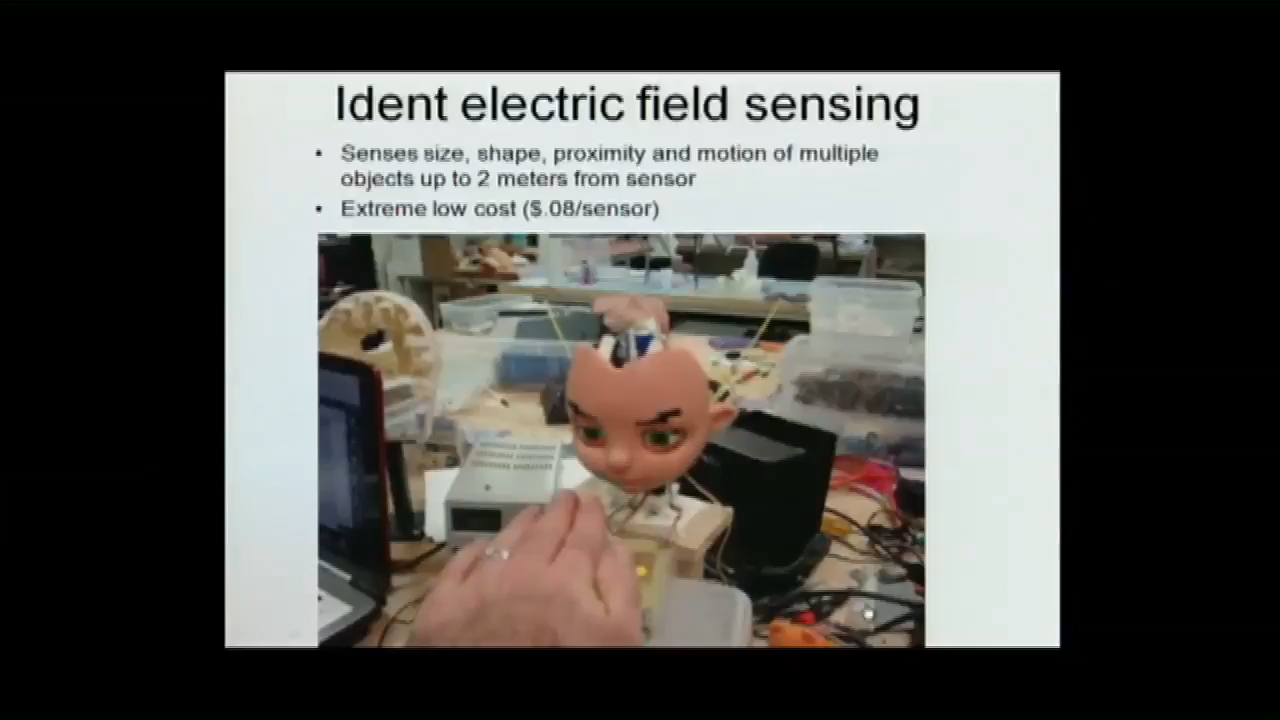 Ident electric field sensing
• Senses size, shape, proximity and motion of multiple
objects up to 2 meters from sensor
• Extreme low cost ($.08/sensor)